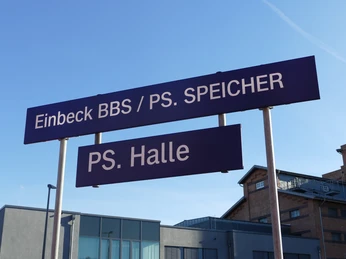 Einbeck BBS / PS. SPEICHER
PS. Halle